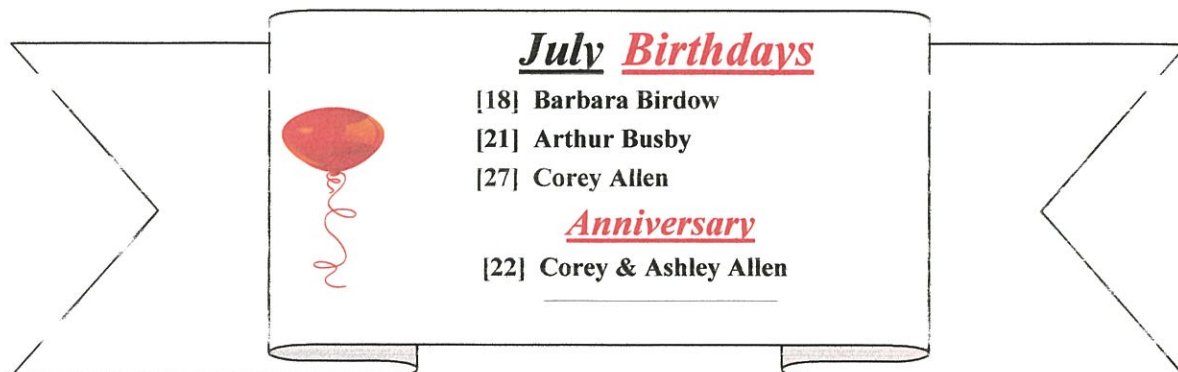 July Birthdays
[18] Barbara Birdow
[21] Arthur Busby
[27] Corey Allen
Anniversary
[22] Corey & Ashley Allen